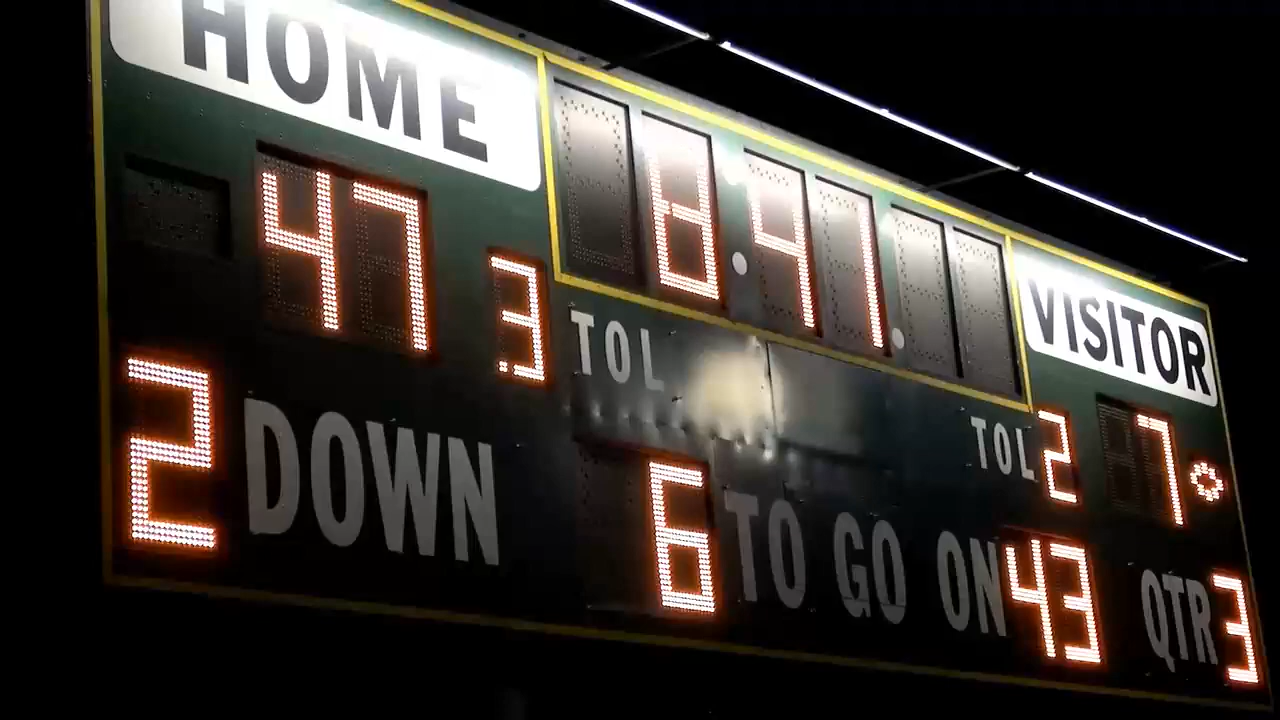 HOME
8.41
VISITOR
47
3 TOL
TOL 2
7
2 DOWN
6 TO GO ON 43
QTR 3